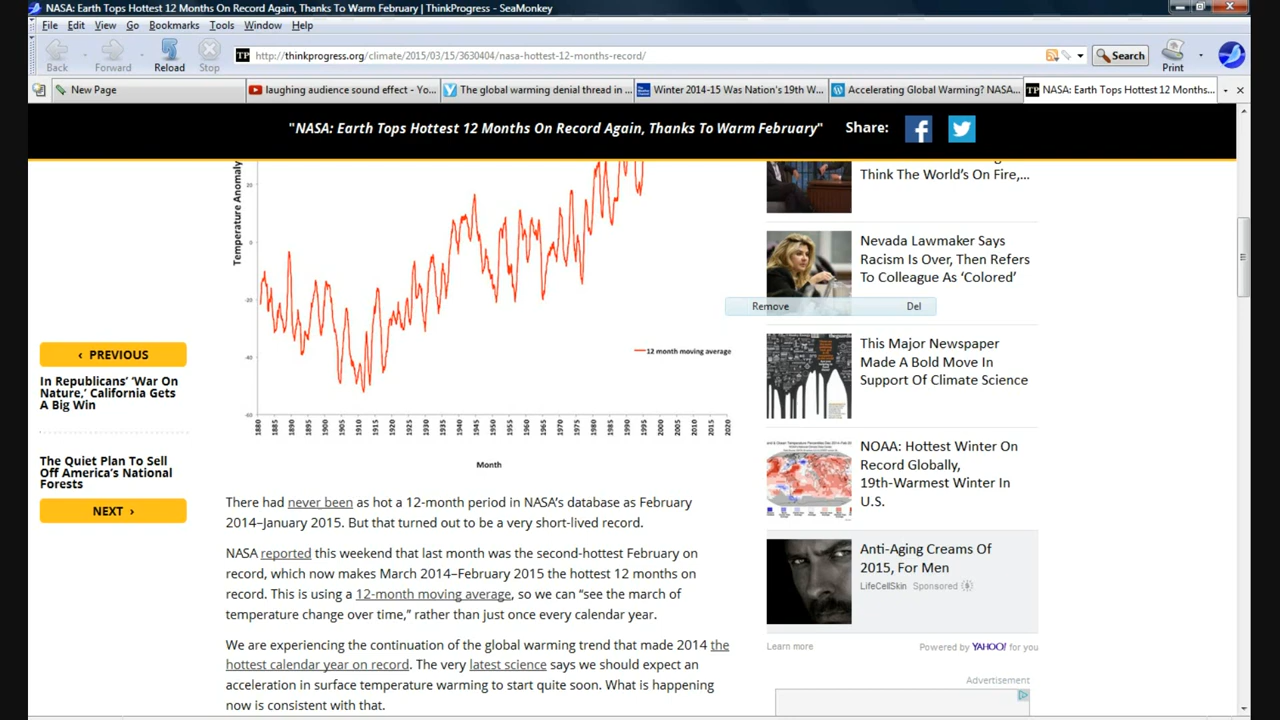 NASA: Earth Tops Hottest 12 Months On Record Again, Thanks To Warm February | ThinkProgress - SeaMonkey
File Edit View Go Bookmarks Tools Window Help
Back Forward Reload Stop
TP http://thinkprogress.org/climate/2015/03/15/3630404/nasa-hottest-12-months-record/
Search
Print
New Page
laughing audience sound effect - Yo...
The global warming denial thread in ...
Winter 2014-15 Was Nation's 19th W...
Accelerating Global Warming? NASA...
TP NASA: Earth Tops Hottest 12 Months...
"NASA: Earth Tops Hottest 12 Months On Record Again, Thanks To Warm February"
Share:
Temperature Anomaly
20
0
-20
-40
-60
12 month moving average
1880 1885 1890 1895 1900 1905 1910 1915 1920 1925 1930 1935 1940 1945 1950 1955 1960 1965 1970 1975 1980 1985 1990 1995 2000 2005 2010 2015 2020
Month
‹ PREVIOUS
In Republicans' 'War On
Nature,' California Gets
A Big Win
The Quiet Plan To Sell
Off America's National
Forests
NEXT ›
There had never been as hot a 12-month period in NASA's database as February
2014–January 2015. But that turned out to be a very short-lived record.
NASA reported this weekend that last month was the second-hottest February on
record, which now makes March 2014–February 2015 the hottest 12 months on
record. This is using a 12-month moving average, so we can "see the march of
temperature change over time," rather than just once every calendar year.
We are experiencing the continuation of the global warming trend that made 2014 the
hottest calendar year on record. The very latest science says we should expect an
acceleration in surface temperature warming to start quite soon. What is happening
now is consistent with that.
Think The World's On Fire,...
Nevada Lawmaker Says
Racism Is Over, Then Refers
To Colleague As 'Colored'
Remove Del
This Major Newspaper
Made A Bold Move In
Support Of Climate Science
NOAA: Hottest Winter On
Record Globally,
19th-Warmest Winter In
U.S.
Anti-Aging Creams Of
2015, For Men
LifeCellSkin Sponsored
Learn more
Powered by YAHOO! for you
Advertisement